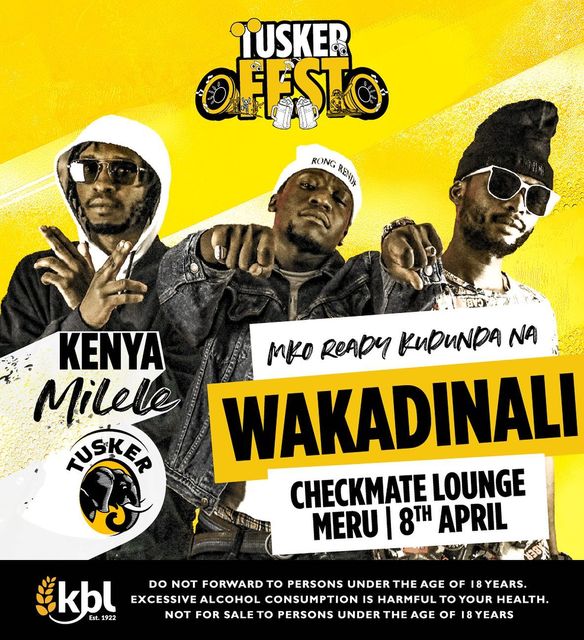 TUSKER
FEST
RONG RENDE
KENYA
Milele
TUSKER
MKO READY KUDUNDA NA
WAKADINALI
CHECKMATE LOUNGE
MERU | 8TH APRIL
kbl
Est. 1922
DO NOT FORWARD TO PERSONS UNDER THE AGE OF 18 YEARS.
EXCESSIVE ALCOHOL CONSUMPTION IS HARMFUL TO YOUR HEALTH.
NOT FOR SALE TO PERSONS UNDER THE AGE OF 18 YEARS